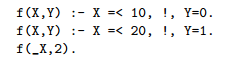 f(X,Y) :- X =< 10, !, Y=0.
f(X,Y) :- X =< 20, !, Y=1.
f(_X,2).